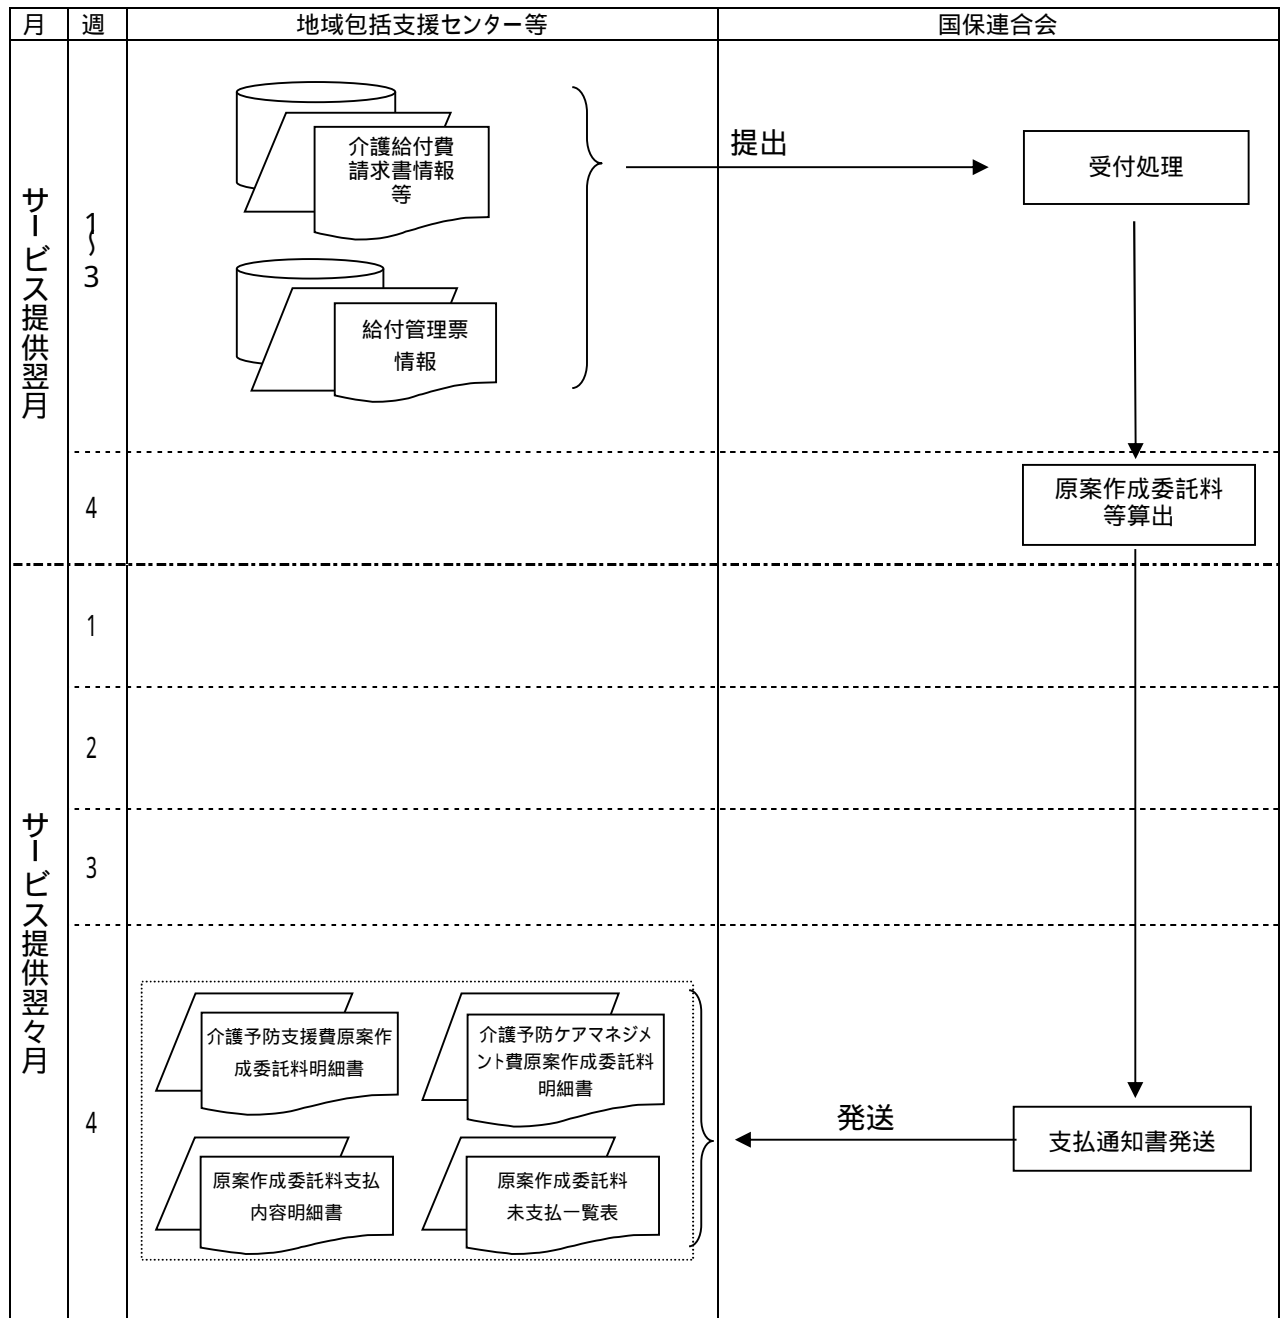 月
週
地域包括支援センター等
国保連合会
サービス提供翌月
1
～
3
介護給付費
請求書情報
等
給付管理票
情報
提出
受付処理
4
原案作成委託料
等算出
サービス提供翌々月
1
2
3
4
介護予防支援費原案作
成委託料明細書
介護予防ケアマネジメ
ント費原案作成委託料
明細書
原案作成委託料支払
内容明細書
原案作成委託料
未支払一覧表
発送
支払通知書発送